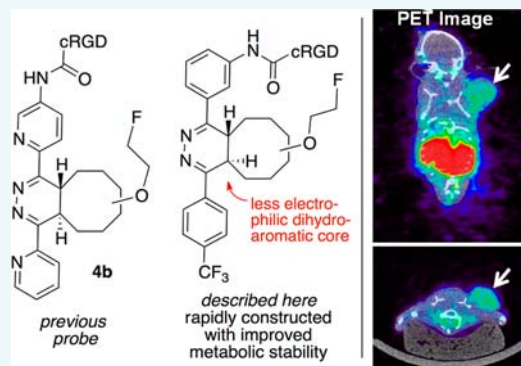 cRGD
HN
O
F
N
N
N
N
H
H
O
4b
previous
probe
HN
cRGD
O
F
N
N
H
H
O
less electro-
philic dihydro-
aromatic core
CF3
described here
rapidly constructed
with improved
metabolic stability
PET Image